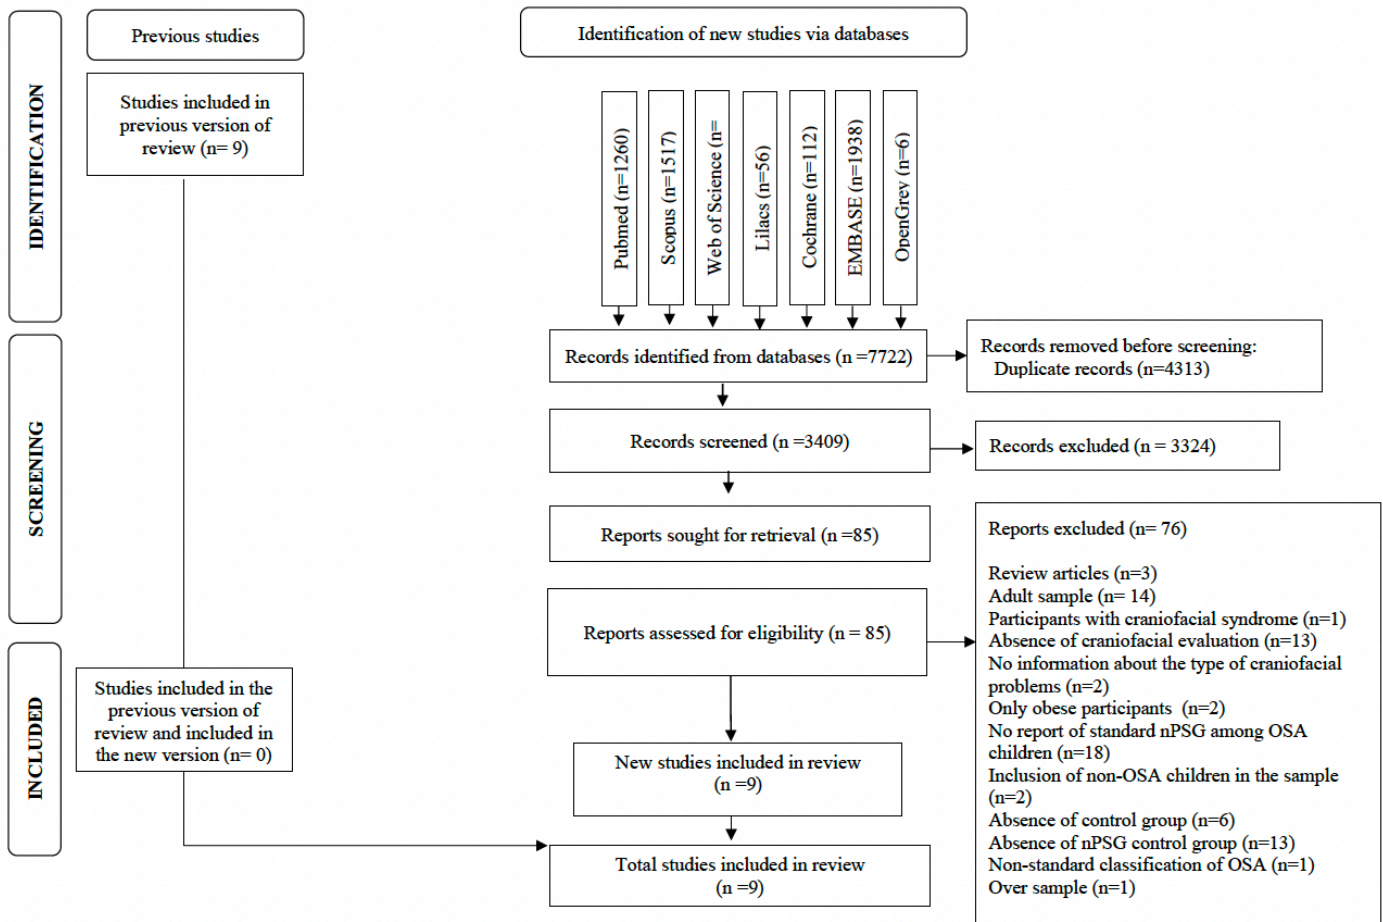 IDENTIFICATION
Previous studies
Identification of new studies via databases
Studies included in
previous version of
review (n= 9)
Pubmed (n=1260)
Scopus (n=1517)
Web of Science (n=
Lilacs (n=56)
Cochrane (n=112)
EMBASE (n=1938)
OpenGrey (n=6)
SCREENING
Records identified from databases (n =7722)
Records removed before screening:
Duplicate records (n=4313)
Records screened (n =3409)
Records excluded (n = 3324)
Reports sought for retrieval (n =85)
Reports assessed for eligibility (n = 85)
Reports excluded (n= 76)
Review articles (n=3)
Adult sample (n= 14)
Participants with craniofacial syndrome (n=1)
Absence of craniofacial evaluation (n=13)
No information about the type of craniofacial
problems (n=2)
Only obese participants (n=2)
No report of standard nPSG among OSA
children (n=18)
Inclusion of non-OSA children in the sample
(n=2)
Absence of control group (n=6)
Absence of nPSG control group (n=13)
Non-standard classification of OSA (n=1)
Over sample (n=1)
INCLUDED
Studies included in the
previous version of
review and included in
the new version (n= 0)
New studies included in review
(n =9)
Total studies included in review
(n =9)